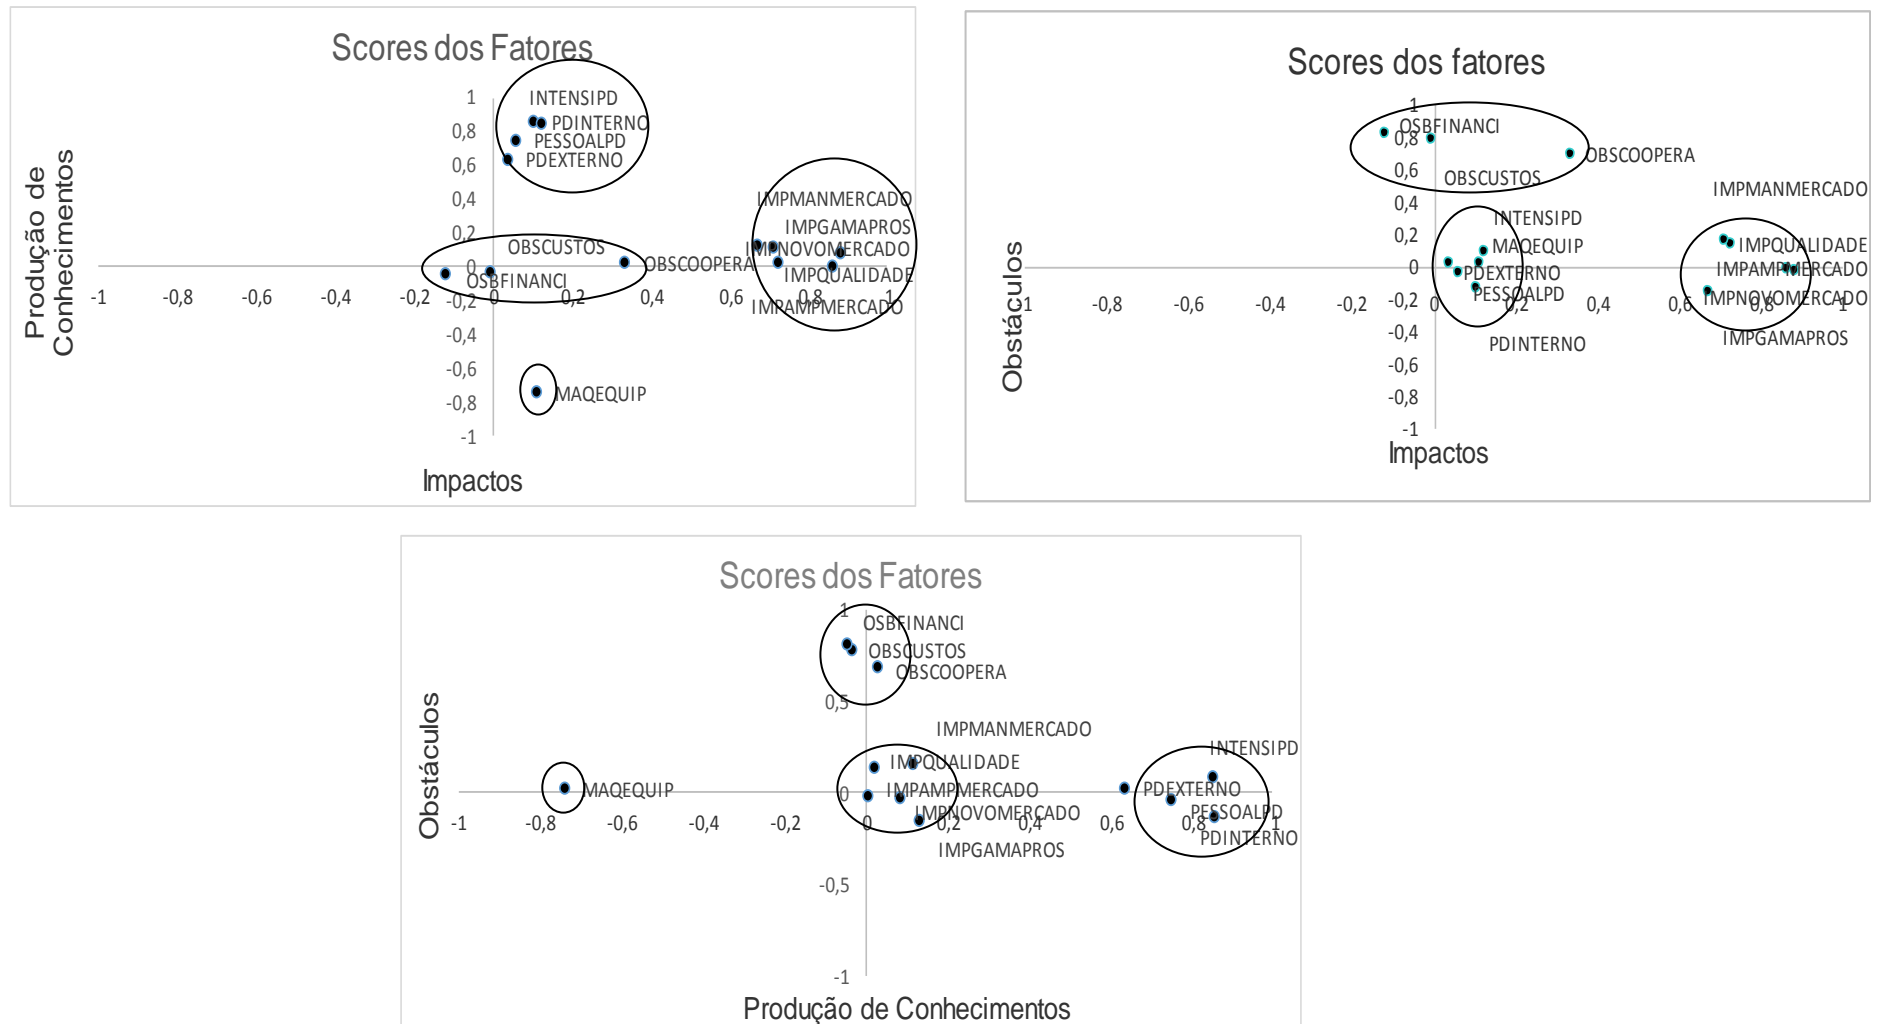 Scores dos Fatores
INTENSIPD
1
PDINTERNO
0,8
PESSOALPD
PDEXTERNO
0,6
0,4
IMPMANMERCADO
0,2
IMPGAMAPROS
OBSCUSTOS
IMPNOVOMERCADO
0
OBSCOOPERA
OSBFINANCI
IMPQUALIDADE
-1 -0,8 -0,6 -0,4 -0,2 -0,2 0 0,2 0,4 0,6 0,8 1
IMPAMPMERCADO
-0,4
-0,6
MAQEQUIP
-0,8
-1
Produção de
Conhecimentos
Impactos
Scores dos fatores
1
OSBFINANCI
0,8
OBSCOOPERA
0,6
OBSCUSTOS
IMPMANMERCADO
0,4
INTENSIPD
0,2
MAQEQUIP
IMPQUALIDADE
0
PDEXTERNO
IMPAMPMERCADO
PESSOALPD
IMPNOVOMERCADO
-1 -0,8 -0,6 -0,4 -0,2 -0,2 0 0,2 0,4 0,6 0,8 1
-0,4
PDINTERNO
IMPGAMAPROS
-0,6
-0,8
-1
Obstáculos
Impactos
Scores dos Fatores
1
OSBFINANCI
OBSCUSTOS
OBSCOOPERA
0,5
IMPMANMERCADO
INTENSIPD
IMPQUALIDADE
MAQEQUIP
0
IMPAMPMERCADO
PDEXTERNO
IMPNOVOMERCADO
PESSOALPD
-1 -0,8 -0,6 -0,4 -0,2 0 0,2 0,4 0,6 0,8 1
PDINTERNO
IMPGAMAPROS
-0,5
-1
Obstáculos
Produção de Conhecimentos